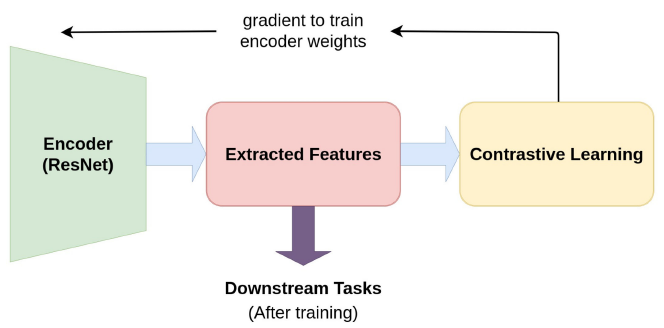 gradient to train
encoder weights
Encoder
(ResNet)
Extracted Features
Contrastive Learning
Downstream Tasks
(After training)